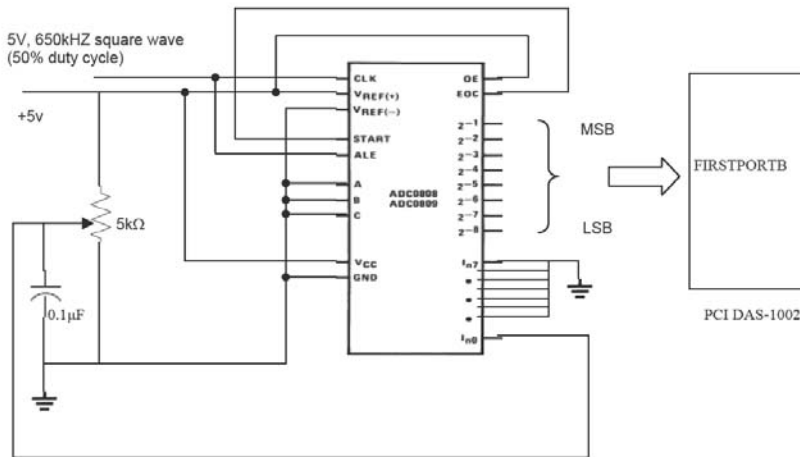 5V, 650kHZ square wave
(50% duty cycle)
+5v
5kΩ
0.1μF
CLK
VREF(+)
VREF(−)
START
ALE
A
B
C
VCC
GND
ADC0808
ADC0809
OE
EOC
2−1
2−2
2−3
2−4
2−5
2−6
2−7
2−8
In7
In0
MSB
LSB
FIRSTPORTB
PCI DAS-1002